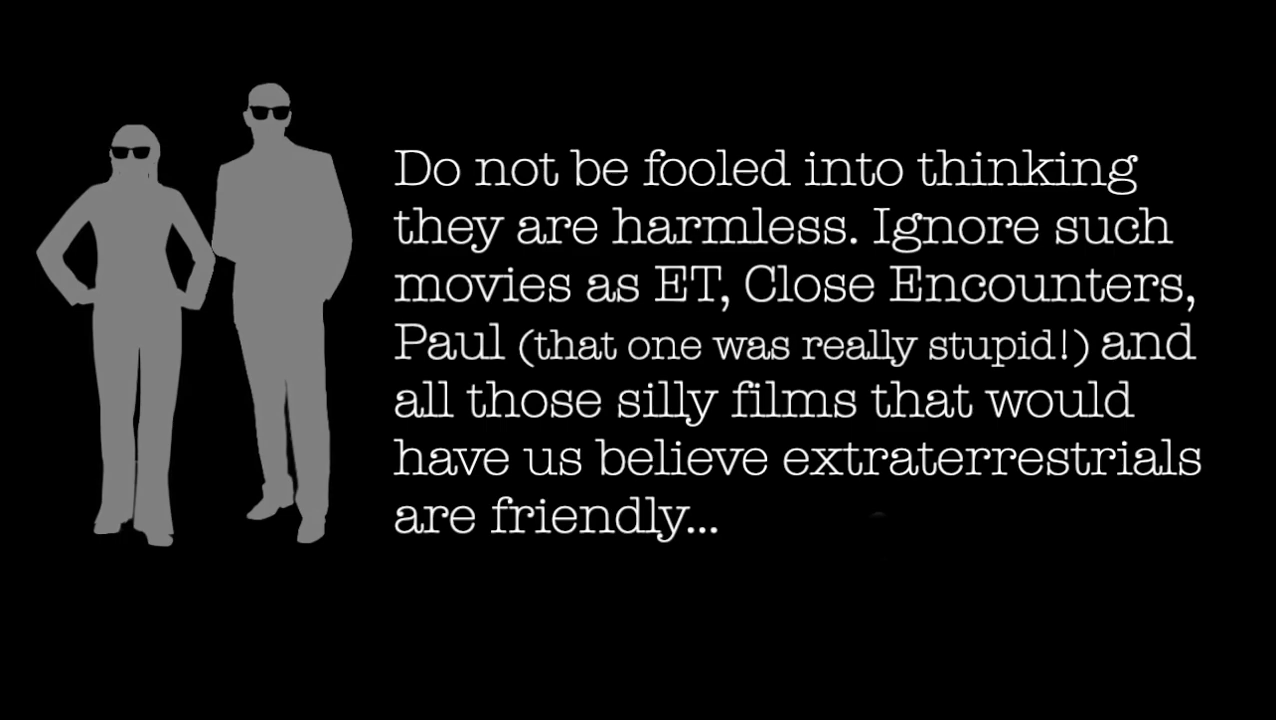 Do not be fooled into thinking
they are harmless. Ignore such
movies as ET, Close Encounters,
Paul (that one was really stupid!) and
all those silly films that would
have us believe extraterrestrials
are friendly...